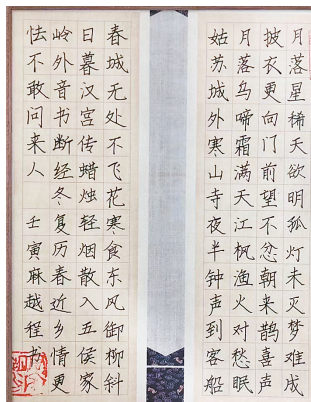 月落星稀天欲明孤灯未灭梦难成
披衣更向门前望不忿朝来鹊喜声
月落乌啼霜满天江枫渔火对愁眠
姑苏城外寒山寺夜半钟声到客船
春城无处不飞花寒食东风御柳斜
日暮汉宫传蜡烛轻烟散入五侯家
岭外音书断经冬复历春近乡情更
怯不敢问来人 壬寅麻越程书